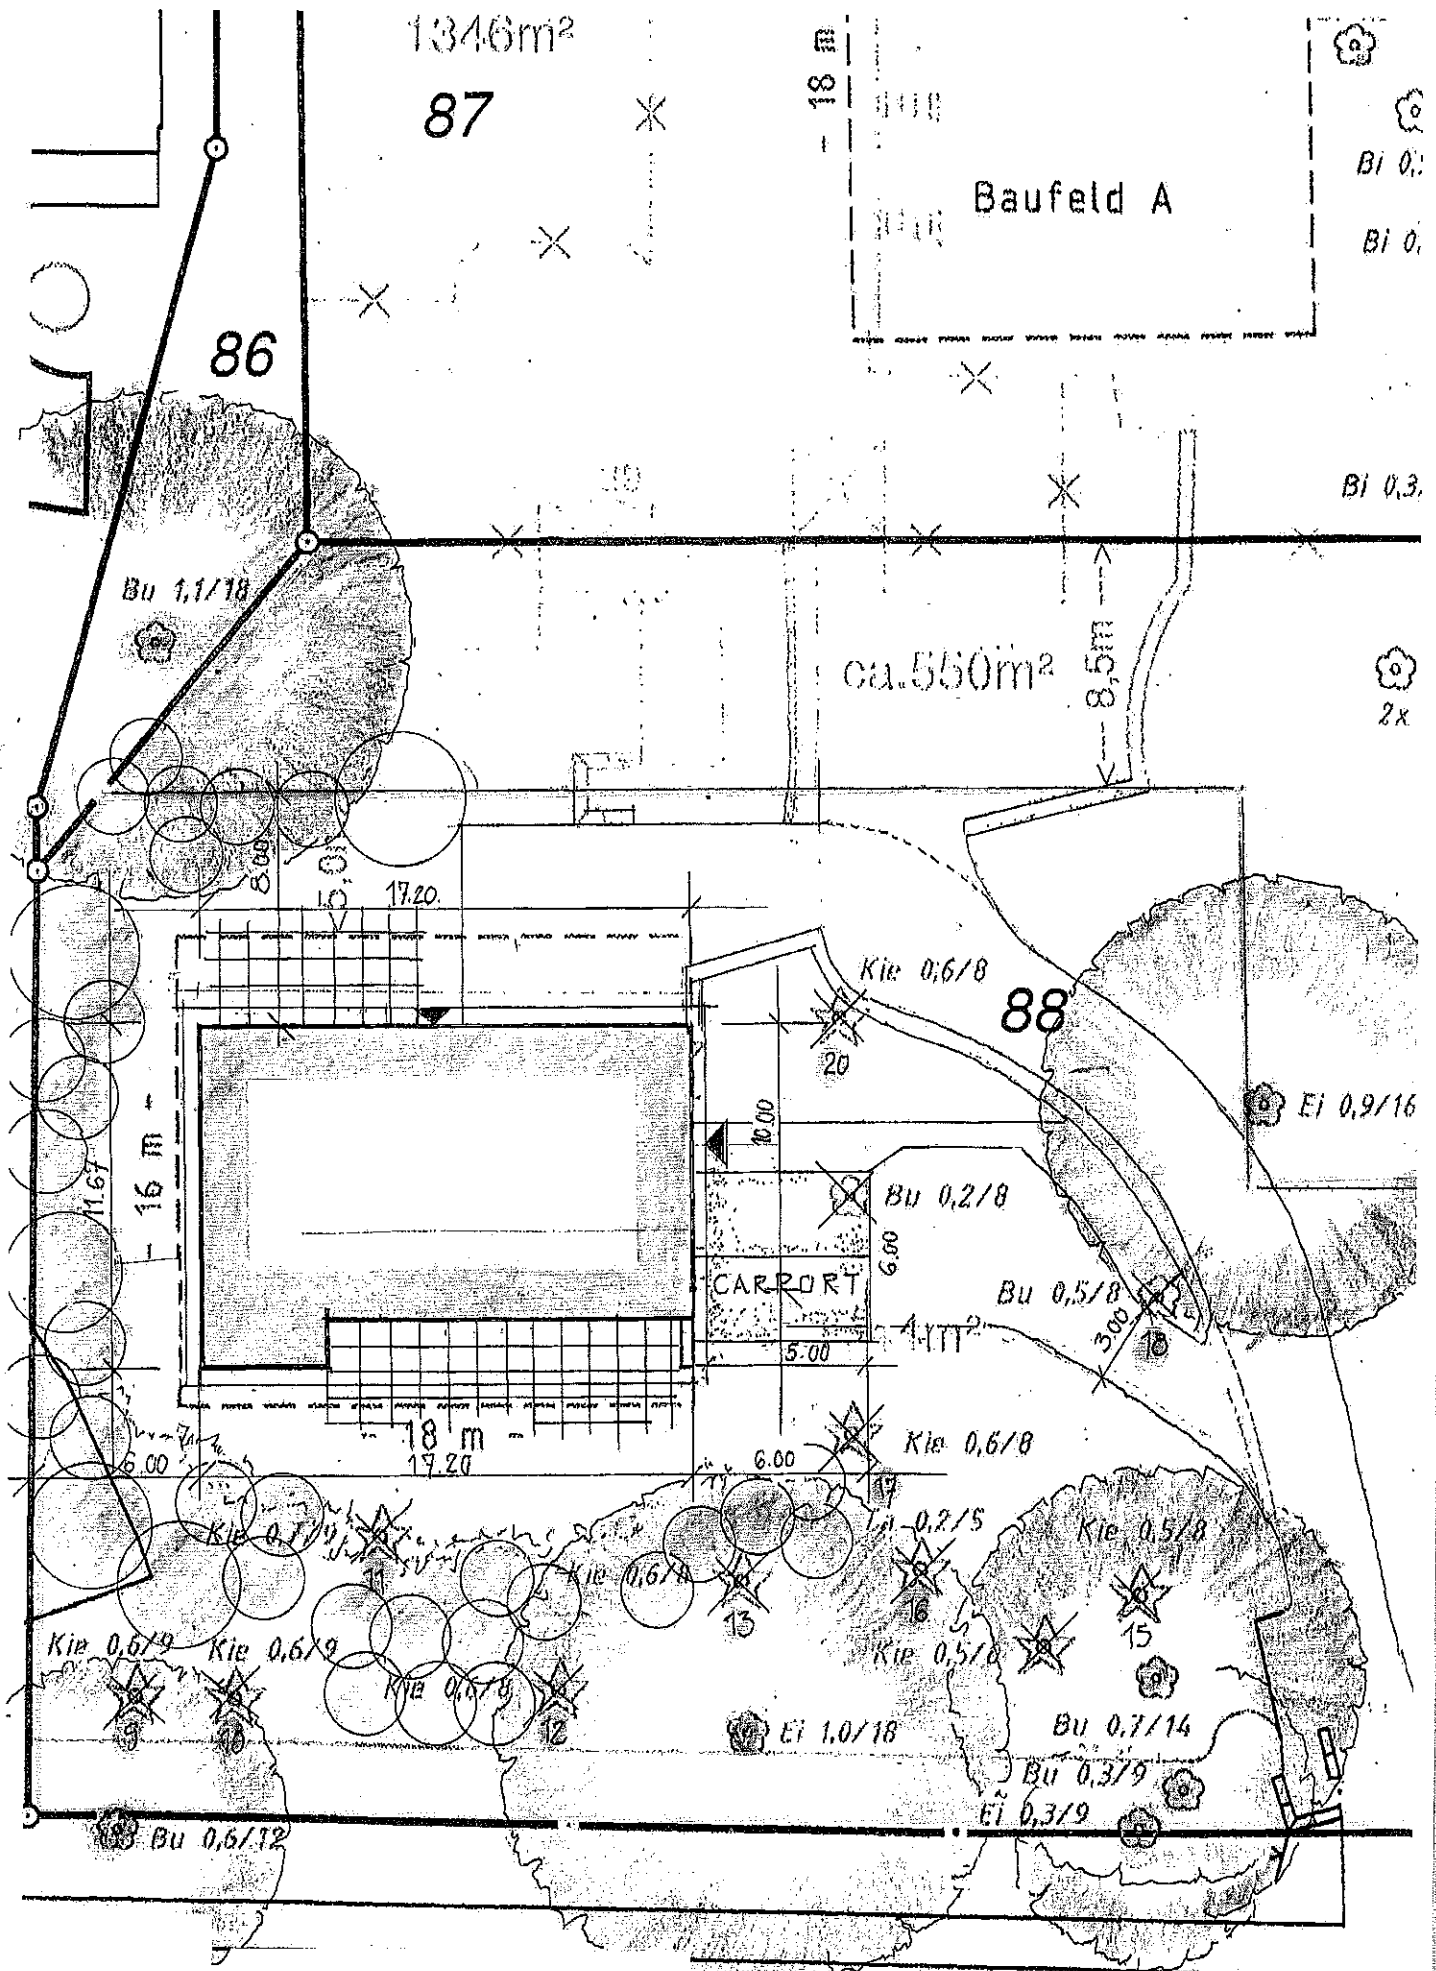 1346m²
87
- 18 m
Baufeld A
Bi 0,
Bi 0,
86
Bi 0,3
Bu 1,1/18
ca.550m²
<- 8,5m ->
2x
8.00
17.20
Kie 0,6/8
88
20
Ei 0,9/16
10.00
- 16 m -
11.67
Bu 0,2/8
6.00
CARPORT
Bu 0,5/8
3.00
18
5.00
- 18 m -
17.20
Kie 0,6/8
6.00
6.00
17
0,2/5
Kie 0,5/8
11
Kie 0,6/8
13
16
15
Kie 0,6/9
Kie 0,6/9
Kie 0,5/8
9
10
12
Ei 1.0/18
Bu 0,7/14
Bu 0,3/9
Ei 0,3/9
Bu 0,6/12